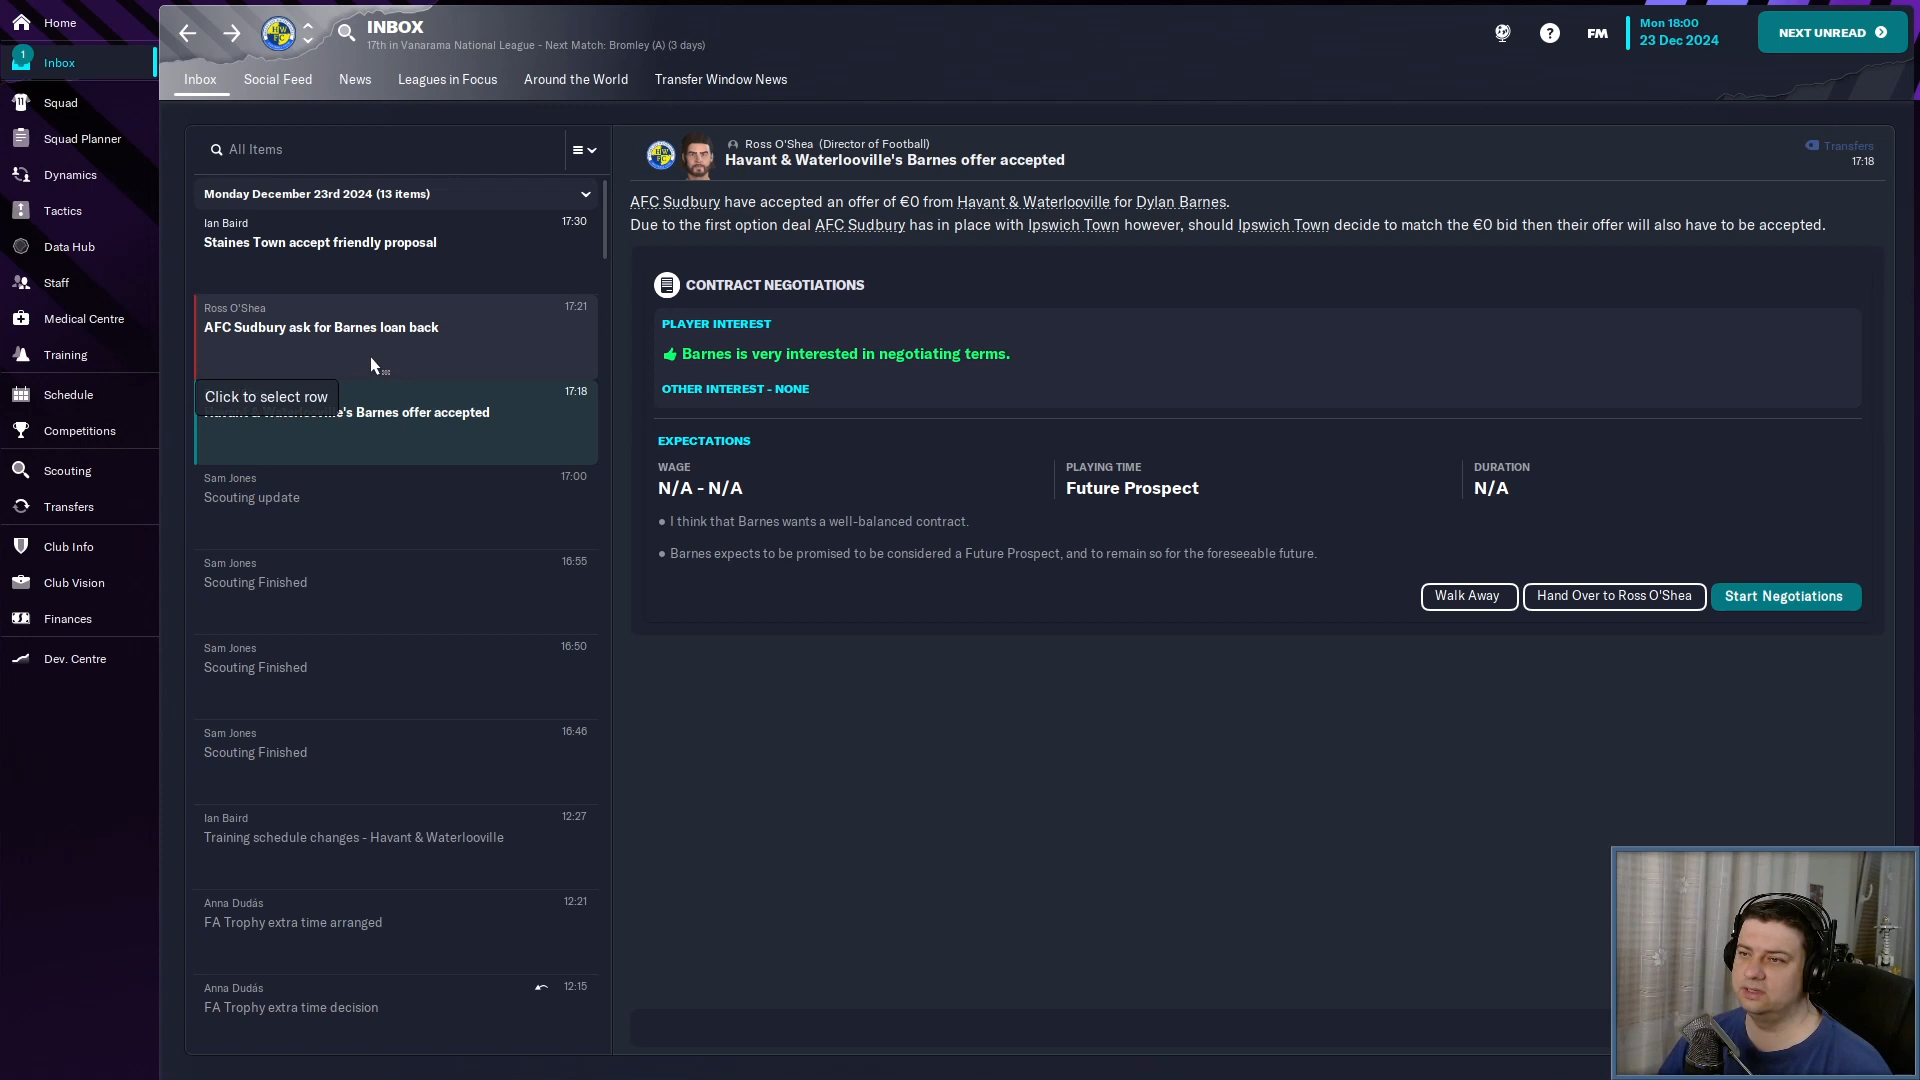 Home
1
Inbox
Squad
Squad Planner
Dynamics
Tactics
Data Hub
Staff
Medical Centre
Training
Schedule
Competitions
Scouting
Transfers
Club Info
Club Vision
Finances
Dev. Centre
INBOX
17th in Vanarama National League - Next Match: Bromley (A) (3 days)
FM
Mon 18:00
23 Dec 2024
NEXT UNREAD
Inbox
Social Feed
News
Leagues in Focus
Around the World
Transfer Window News
All Items
Monday December 23rd 2024 (13 items)
Ian Baird 17:30
Staines Town accept friendly proposal
Ross O'Shea 17:21
AFC Sudbury ask for Barnes loan back
17:18
Click to select row
's Barnes offer accepted
Sam Jones 17:00
Scouting update
Sam Jones 16:55
Scouting Finished
Sam Jones 16:50
Scouting Finished
Sam Jones 16:46
Scouting Finished
Ian Baird 12:27
Training schedule changes - Havant & Waterlooville
Anna Dudás 12:21
FA Trophy extra time arranged
Anna Dudás 12:15
FA Trophy extra time decision
Ross O'Shea (Director of Football)
Havant & Waterlooville's Barnes offer accepted
Transfers
17:18
AFC Sudbury have accepted an offer of €0 from Havant & Waterlooville for Dylan Barnes.
Due to the first option deal AFC Sudbury has in place with Ipswich Town however, should Ipswich Town decide to match the €0 bid then their offer will also have to be accepted.
CONTRACT NEGOTIATIONS
PLAYER INTEREST
Barnes is very interested in negotiating terms.
OTHER INTEREST - NONE
EXPECTATIONS
WAGE
N/A - N/A
PLAYING TIME
Future Prospect
DURATION
N/A
• I think that Barnes wants a well-balanced contract.
• Barnes expects to be promised to be considered a Future Prospect, and to remain so for the foreseeable future.
Walk Away
Hand Over to Ross O'Shea
Start Negotiations